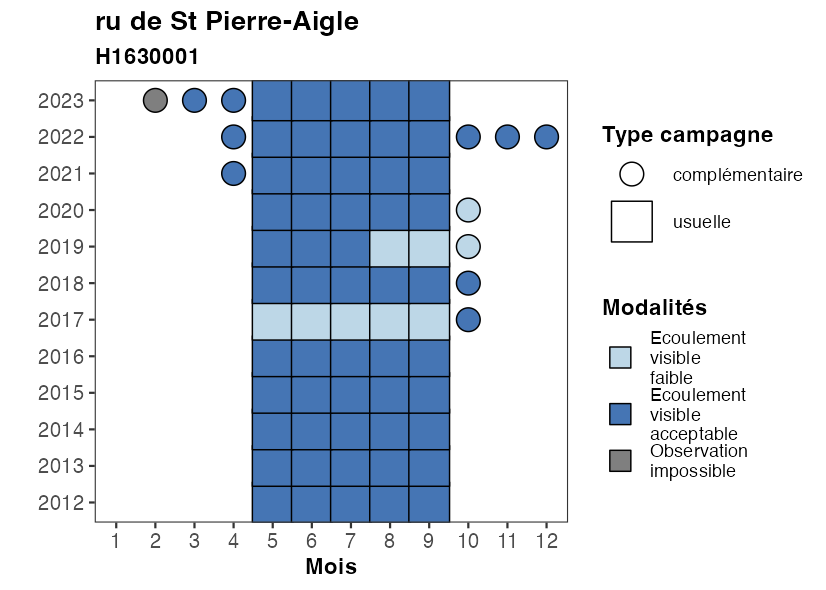 ru de St Pierre-Aigle
H1630001
2023
2022
2021
2020
2019
2018
2017
2016
2015
2014
2013
2012
1 2 3 4 5 6 7 8 9 10 11 12
Mois
Type campagne
complémentaire
usuelle
Modalités
Ecoulement
visible
faible
Ecoulement
visible
acceptable
Observation
impossible